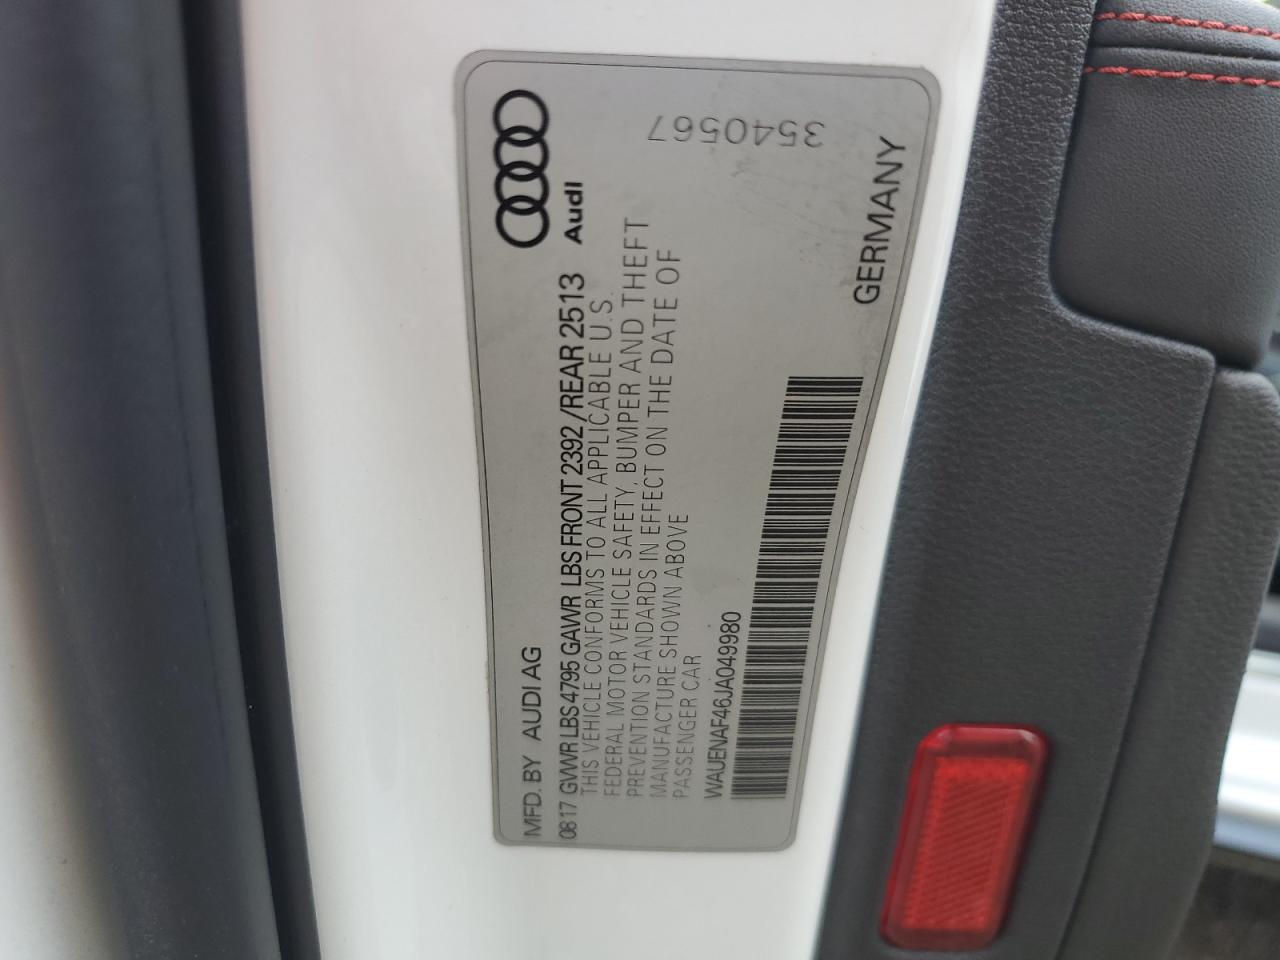 MFD. BY AUDI AG
Audi
0817 GVWR LBS 4795 GAWR LBS FRONT 2392 /REAR 2513
THIS VEHICLE CONFORMS TO ALL APPLICABLE U.S.
FEDERAL MOTOR VEHICLE SAFETY, BUMPER AND THEFT
PREVENTION STANDARDS IN EFFECT ON THE DATE OF
MANUFACTURE SHOWN ABOVE
PASSENGER CAR
WAUENAF46JA049980
3540567
GERMANY